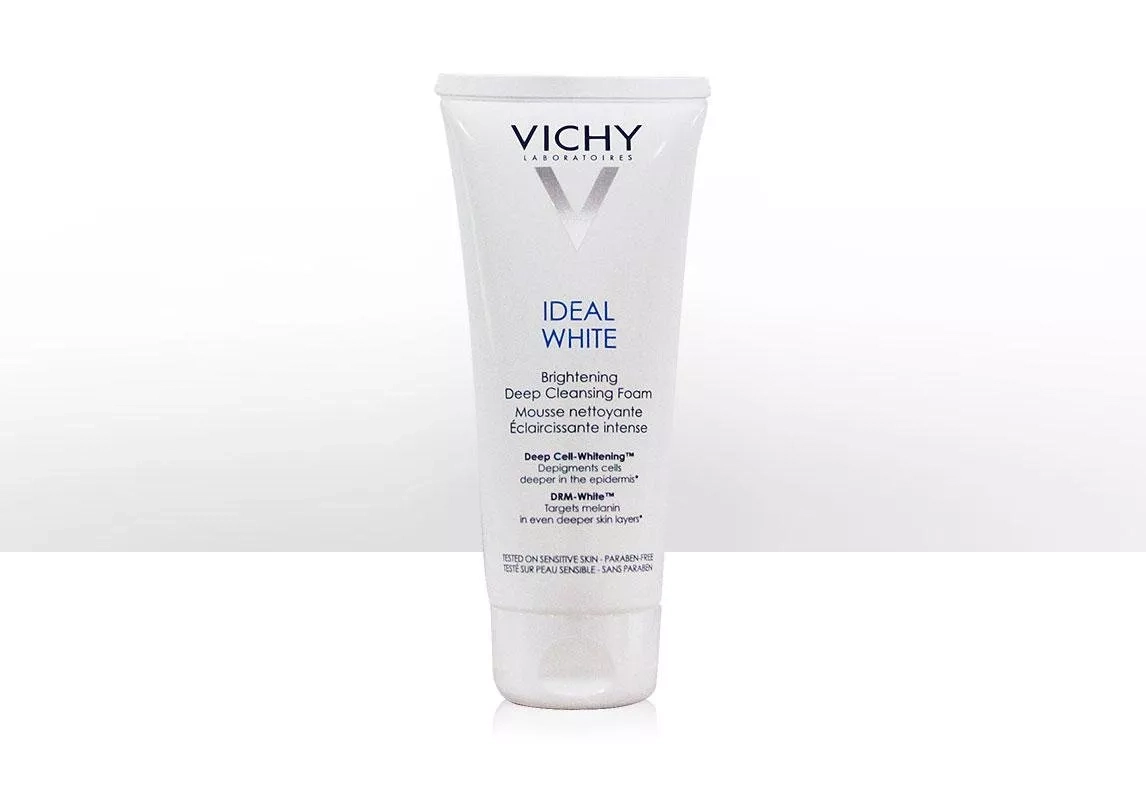 VICHY
LABORATOIRES
IDEAL
WHITE
Brightening
Deep Cleansing Foam
Mousse nettoyante
Éclaircissante intense
Deep Cell-Whitening™
Depigments cells
deeper in the epidermis*
DRM-White™
Targets melanin
in even deeper skin layers*
TESTED ON SENSITIVE SKIN - PARABEN-FREE
TESTÉ SUR PEAU SENSIBLE - SANS PARABEN